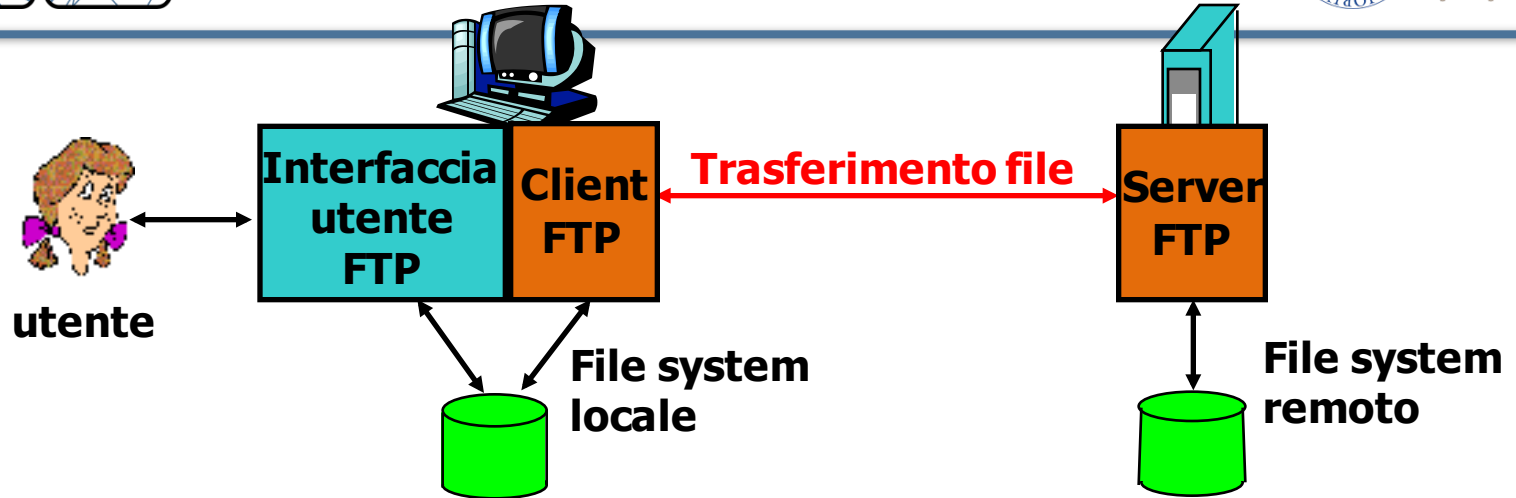 Interfaccia
utente
FTP
Client
FTP
Trasferimento file
Server
FTP
utente
File system
locale
File system
remoto